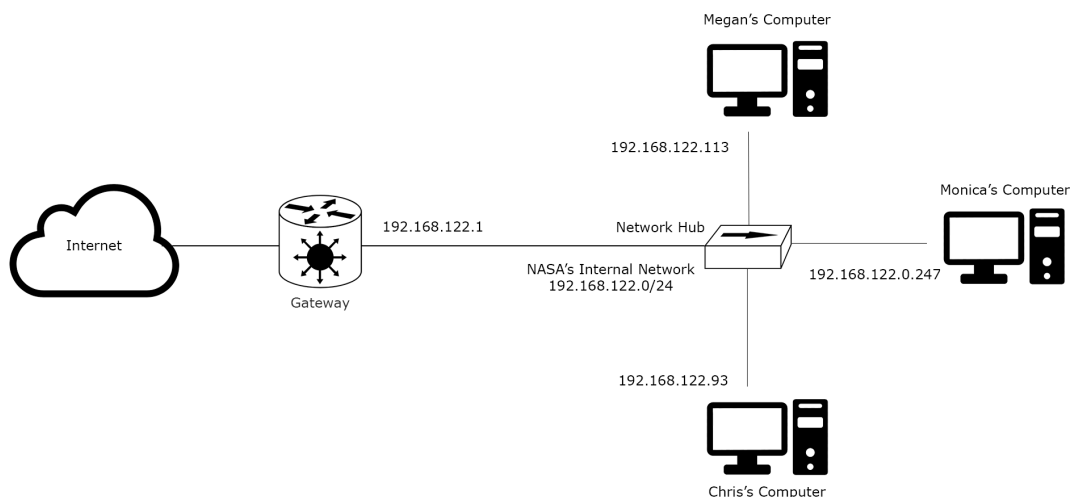 Megan's Computer
192.168.122.113
Monica's Computer
192.168.122.1
Network Hub
Internet
NASA's Internal Network
192.168.122.0/24
192.168.122.0.247
Gateway
192.168.122.93
Chris's Computer